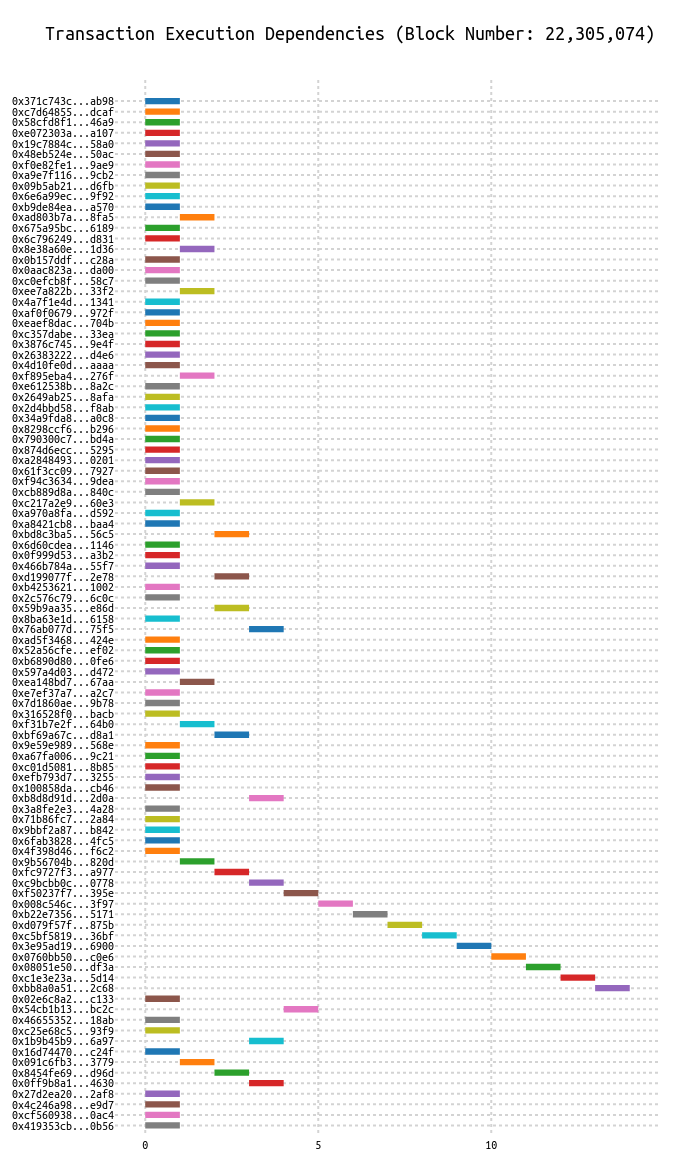 Transaction Execution Dependencies (Block Number: 22,305,074)
0x371c743c...ab98
0xc7d64855...dcaf
0x58cfd8f1...46a9
0xe072303a...a107
0x19c7884c...58a0
0x48eb524e...50ac
0xf0e82fe1...9ae9
0xa9e7f116...9cb2
0x09b5ab21...d6fb
0x6e6a99ec...9f92
0xb9de84ea...a570
0xad803b7a...8fa5
0x675a95bc...6189
0x6c796249...d831
0x8e38a60e...1d36
0x0b157ddf...c28a
0x0aac823a...da00
0xc0efcb8f...58c7
0xee7a822b...33f2
0x4a7f1e4d...1341
0xaf0f0679...972f
0xeaef8dac...704b
0xc357dabe...33ea
0x3876c745...9e4f
0x26383222...d4e6
0x4d10fe0d...aaaa
0xf895eba4...276f
0xe612538b...8a2c
0x2649ab25...8afa
0x2d4bbd58...f8ab
0x34a9fda8...a0c8
0x8298ccf6...b296
0x790300c7...bd4a
0x874d6ecc...5295
0xa2848493...0201
0x61f3cc09...7927
0xf94c3634...9dea
0xcb889d8a...840c
0xc217a2e9...60e3
0xa970a8fa...d592
0xa8421cb8...baa4
0xbd8c3ba5...56c5
0x6d60cdea...1146
0x0f999d53...a3b2
0x466b784a...55f7
0xd199077f...2e78
0xb4253621...1002
0x2c576c79...6c0c
0x59b9aa35...e86d
0x8ba63e1d...6158
0x76ab077d...75f5
0xad5f3468...424e
0x52a56cfe...ef02
0xb6890d80...0fe6
0x597a4d03...d472
0xea148bd7...67aa
0xe7ef37a7...a2c7
0x7d1860ae...9b78
0x316528f0...bacb
0xf31b7e2f...64b0
0xbf69a67c...d8a1
0x9e59e989...568e
0xa67fa006...9c21
0xc01d5081...8b85
0xefb793d7...3255
0x100858da...cb46
0xb8d8d91d...2d0a
0x3a8fe2e3...4a28
0x71b86fc7...2a84
0x9bbf2a87...b842
0x6fab3828...4fc5
0x4f398d46...f6c2
0x9b56704b...820d
0xfc9727f3...a977
0xc9bcbb0c...0778
0xf50237f7...395e
0x008c546c...3f97
0xb22e7356...5171
0xd079f57f...875b
0xc5bf5819...36bf
0x3e95ad19...6900
0x0760bb50...c0e6
0x08051e50...df3a
0xc1e3e23a...5d14
0xbb8a0a51...2c68
0x02e6c8a2...c133
0x54cb1b13...bc2c
0x46655352...18ab
0xc25e68c5...93f9
0x1b9b45b9...6a97
0x16d74470...c24f
0x091c6fb3...3779
0x8454fe69...d96d
0x0ff9b8a1...4630
0x27d2ea20...2af8
0x4c246a98...e9d7
0xcf560938...0ac4
0x419353cb...0b56
0 5 10